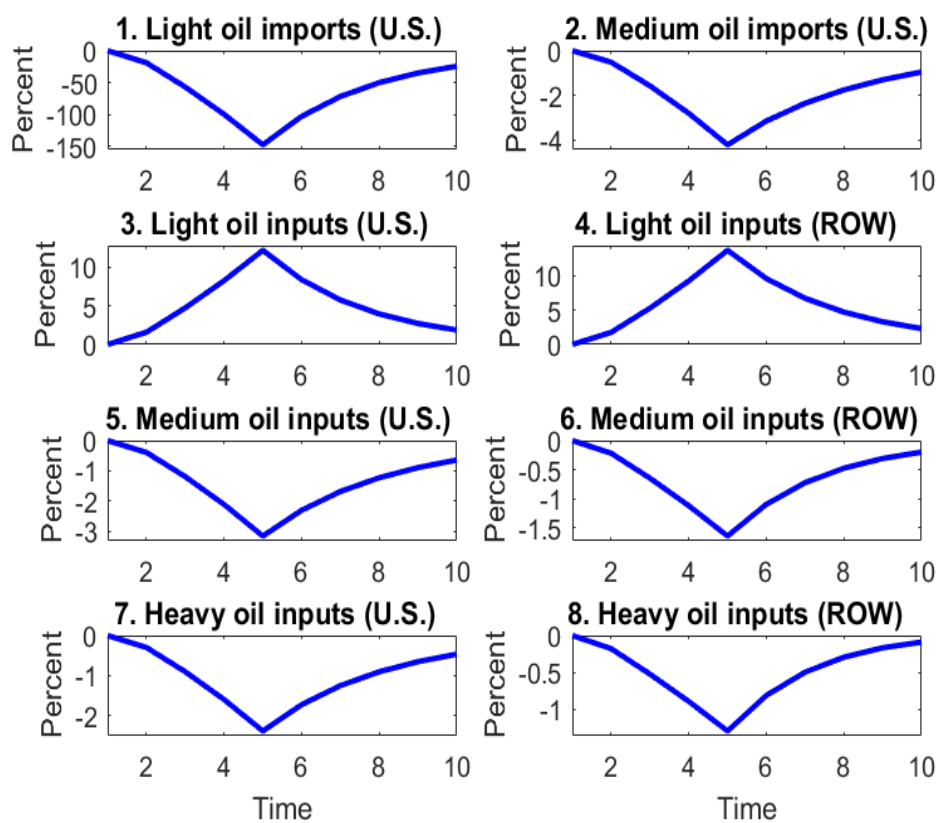 1. Light oil imports (U.S.)
Percent
0
-50
-100
-150
2 4 6 8 10
2. Medium oil imports (U.S.)
Percent
0
-2
-4
2 4 6 8 10
3. Light oil inputs (U.S.)
Percent
10
5
0
2 4 6 8 10
4. Light oil inputs (ROW)
Percent
10
5
0
2 4 6 8 10
5. Medium oil inputs (U.S.)
Percent
0
-1
-2
-3
2 4 6 8 10
6. Medium oil inputs (ROW)
Percent
0
-0.5
-1
-1.5
2 4 6 8 10
7. Heavy oil inputs (U.S.)
Percent
0
-1
-2
2 4 6 8 10
Time
8. Heavy oil inputs (ROW)
Percent
0
-0.5
-1
2 4 6 8 10
Time